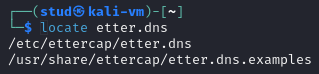 ┌──(stud㉿kali-vm)-[~]
└─$ locate etter.dns
/etc/ettercap/etter.dns
/usr/share/ettercap/etter.dns.examples